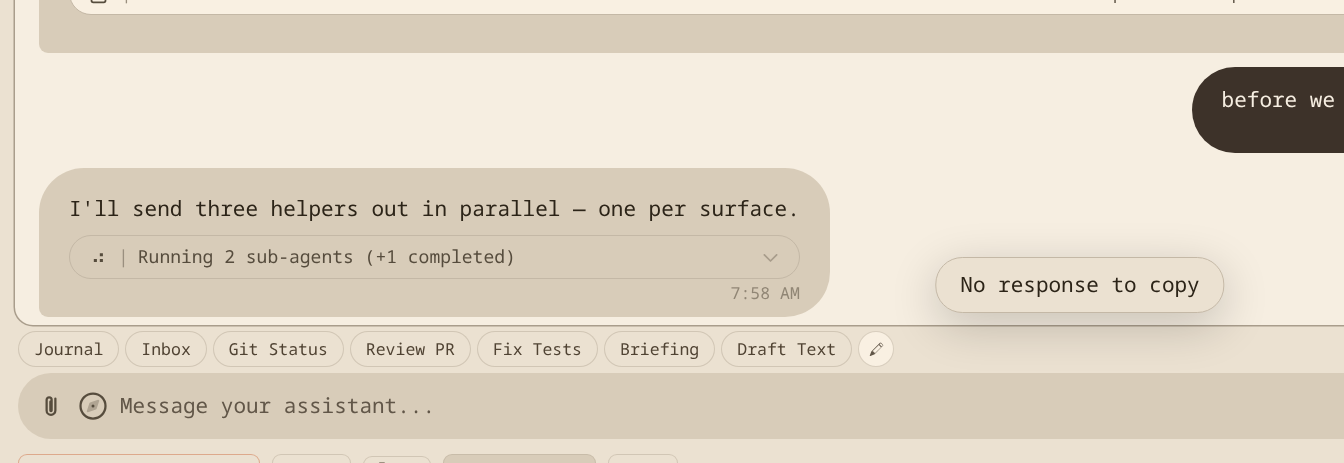 before we
I'll send three helpers out in parallel — one per surface.
| Running 2 sub-agents (+1 completed)
7:58 AM
No response to copy
Journal
Inbox
Git Status
Review PR
Fix Tests
Briefing
Draft Text
Message your assistant...